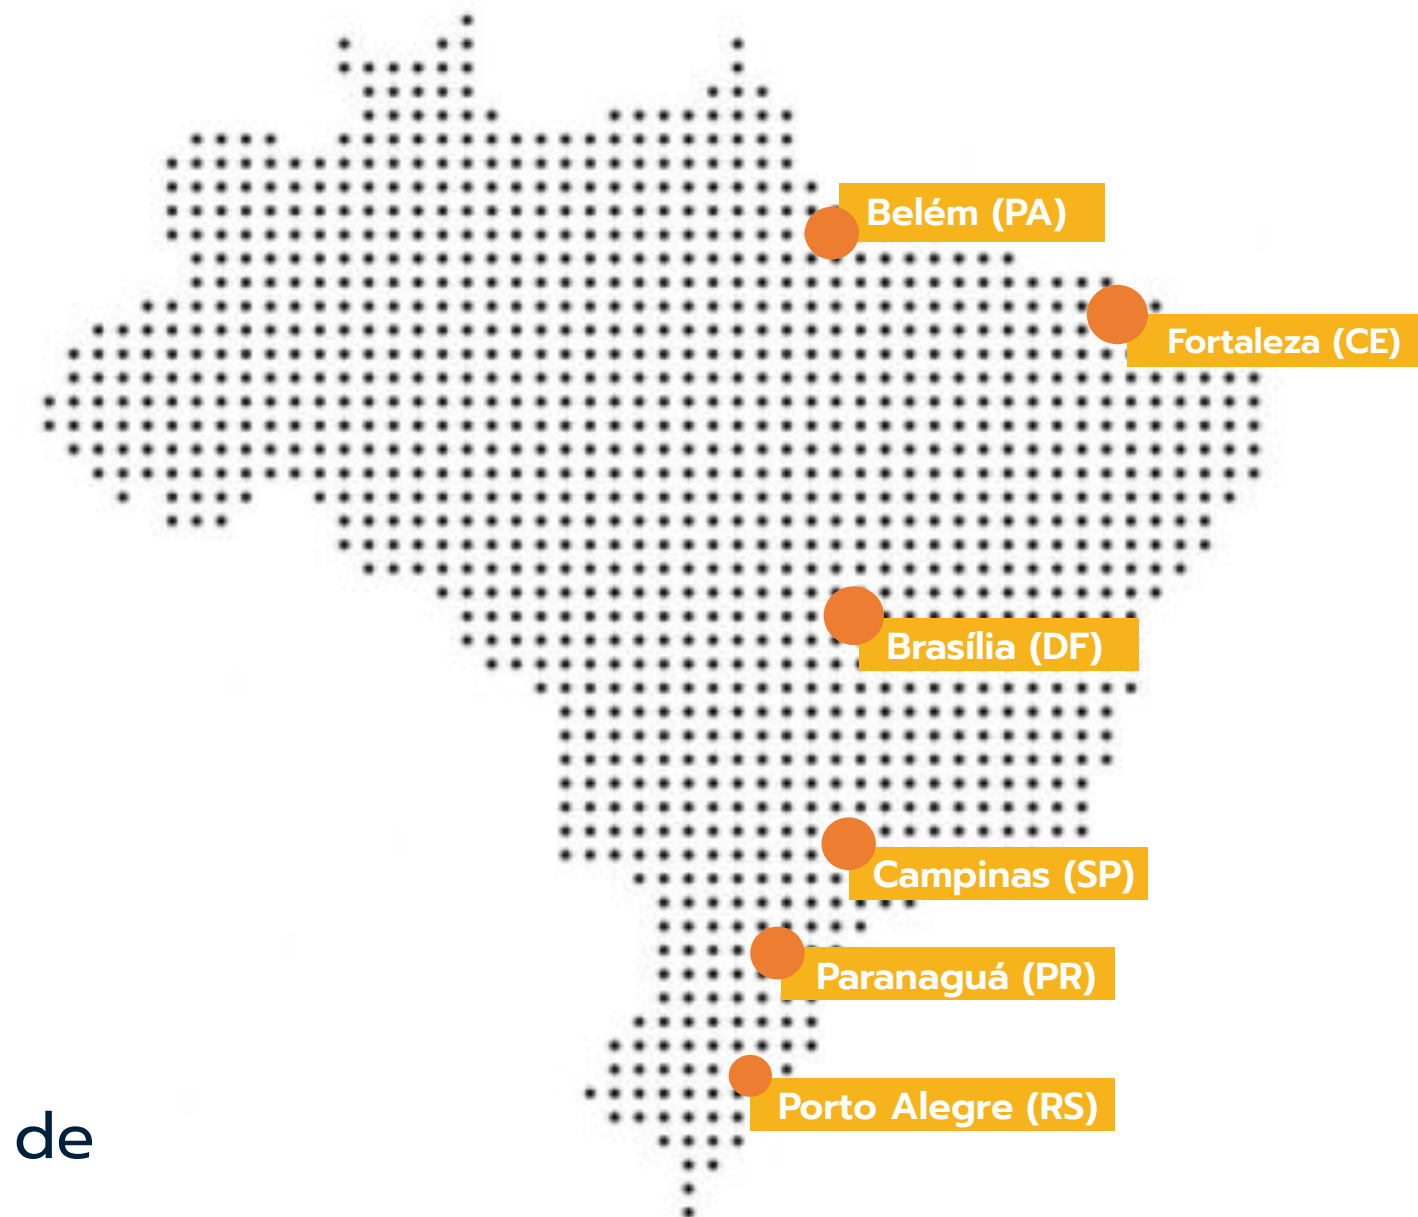 Belém (PA)
Fortaleza (CE)
Brasília (DF)
Campinas (SP)
Paranaguá (PR)
Porto Alegre (RS)
de